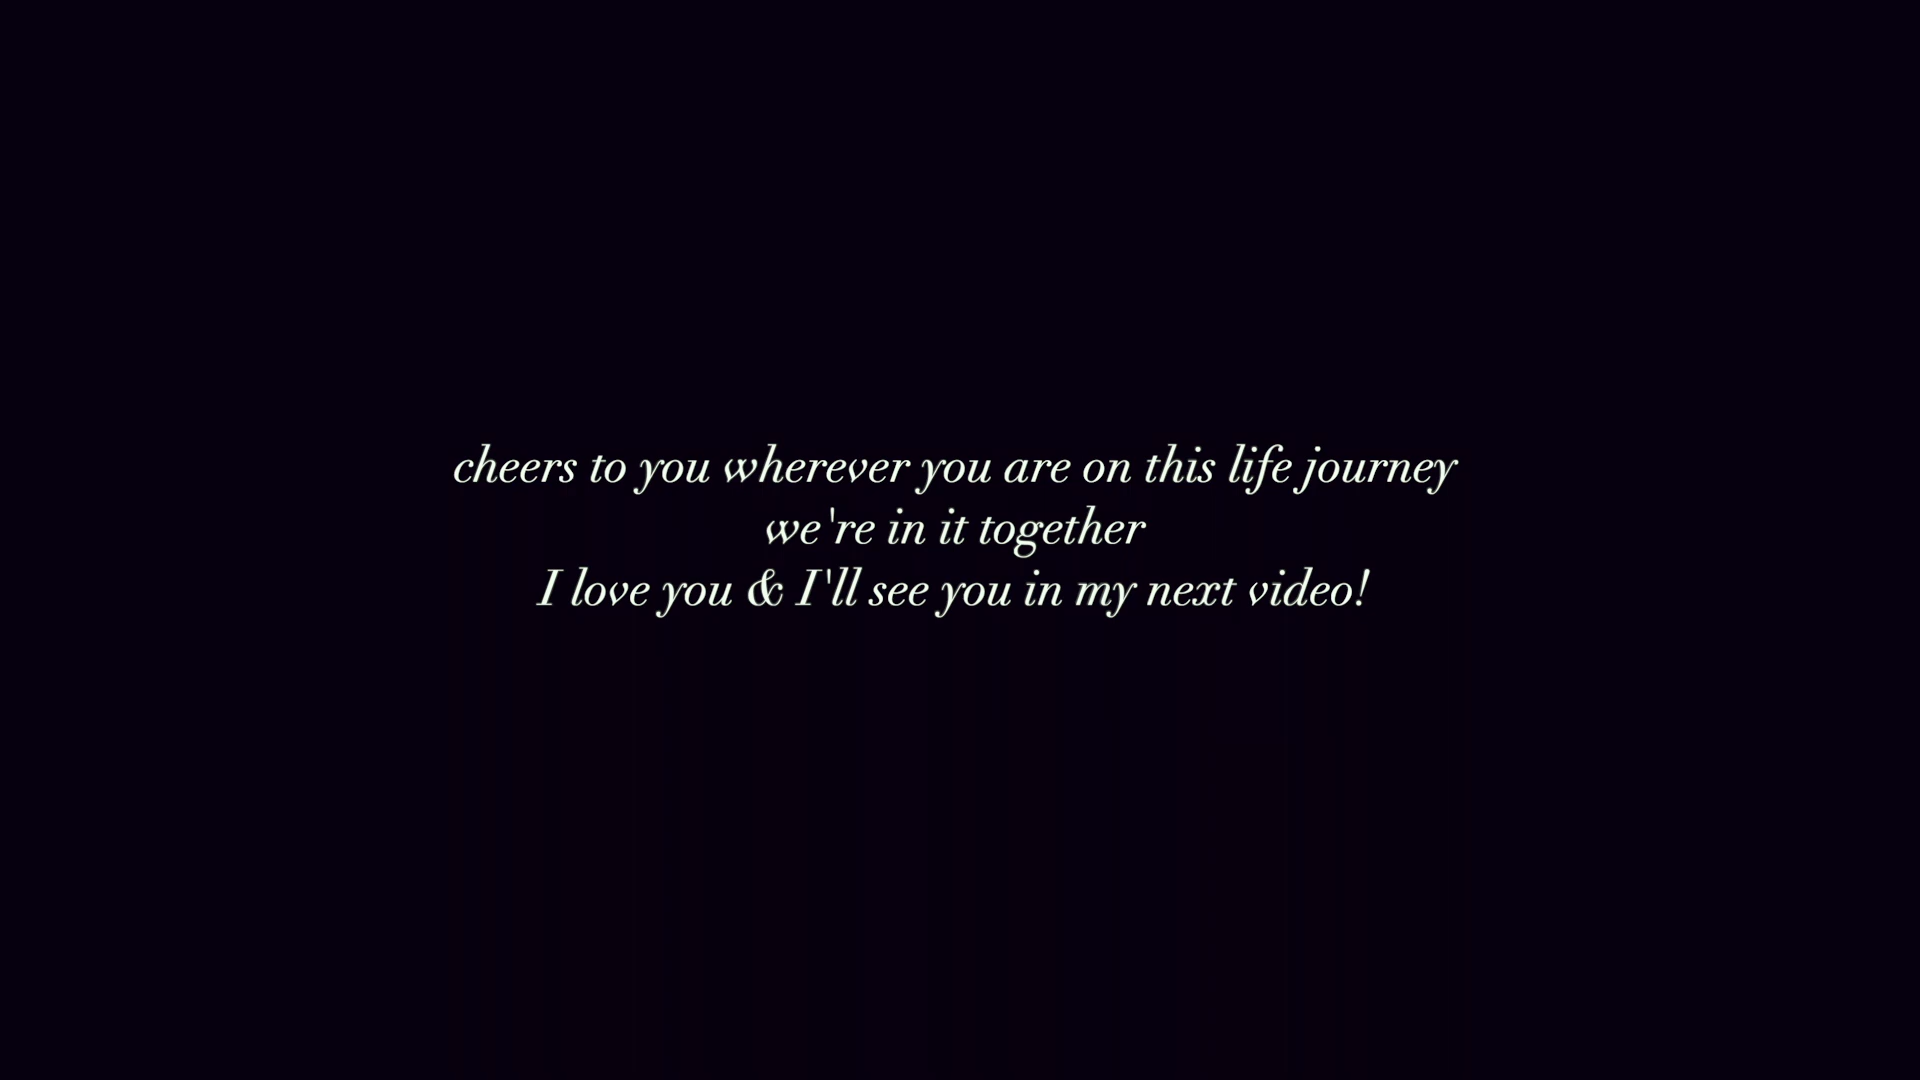 cheers to you wherever you are on this life journey
we're in it together
I love you & I'll see you in my next video!